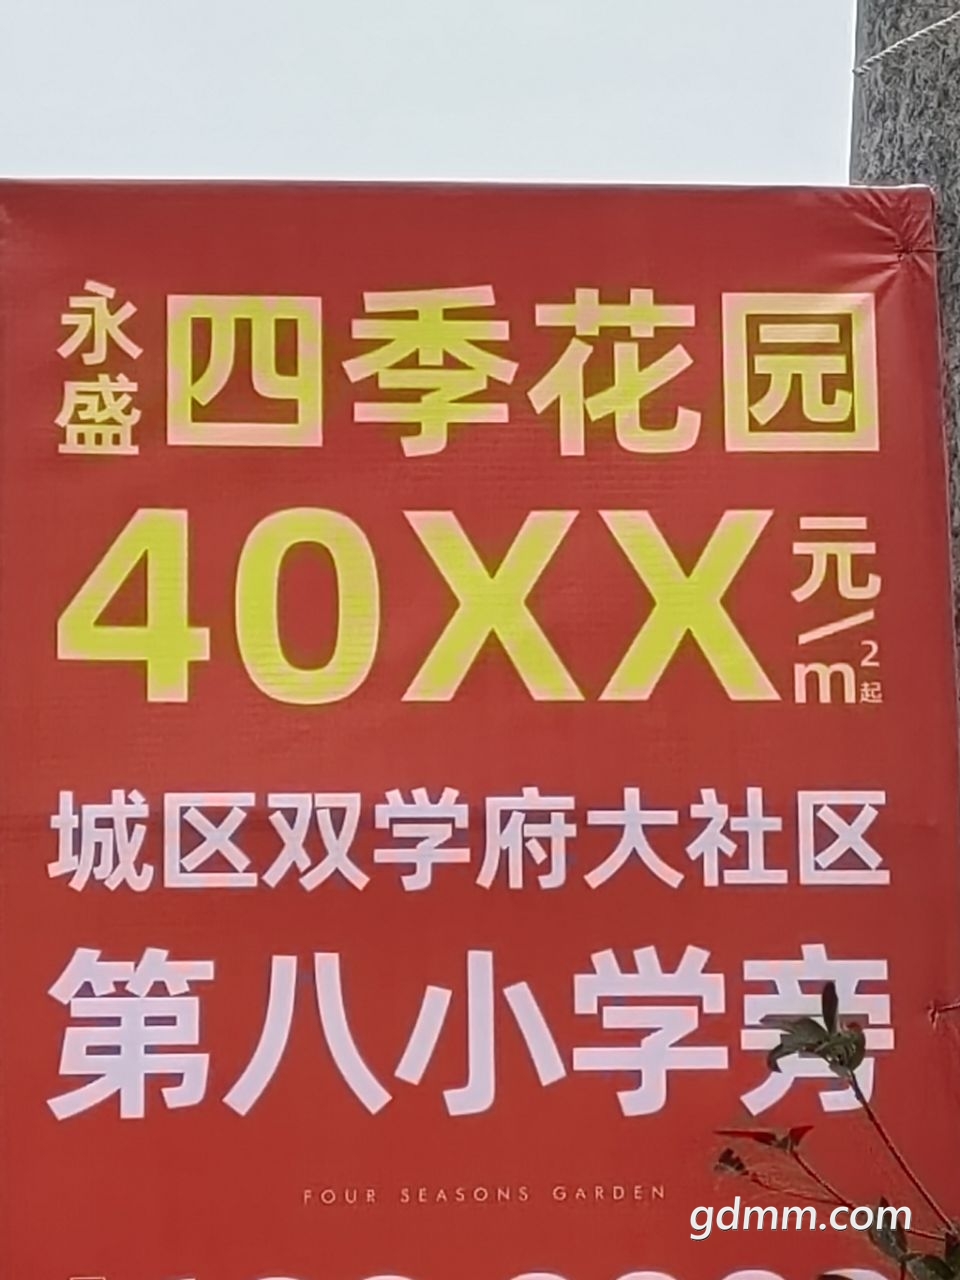 永盛 四季花园
40XX元/m²起
城区双学府大社区
第八小学旁
FOUR SEASONS GARDEN
gdmm.com